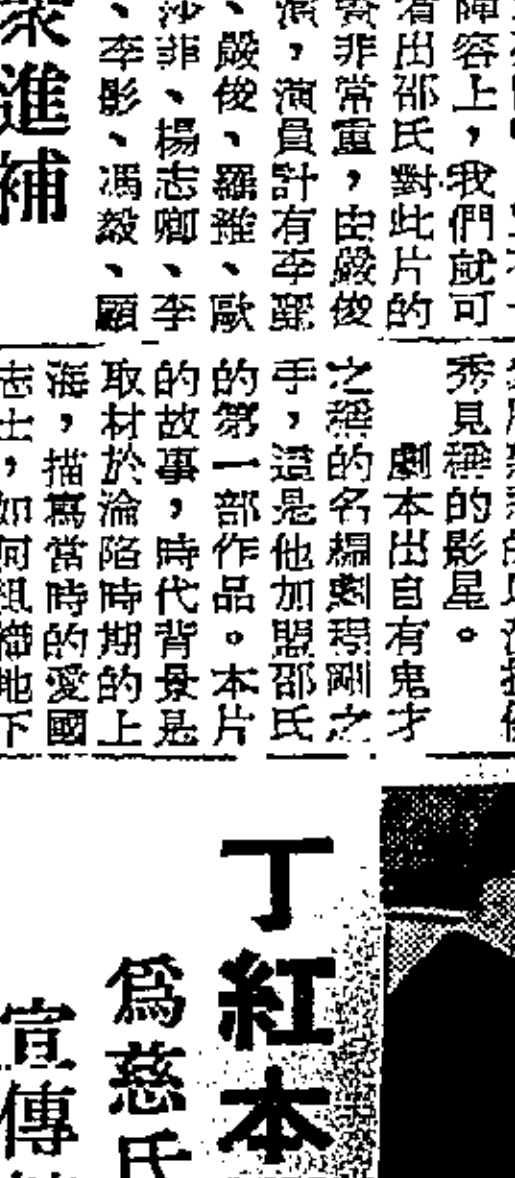 陣容上，我們就可
看出邵氏對此片的
非常重，由嚴俊
演，演員計有李麗
、嚴俊、羅維、歐
沙菲、楊志卿、李
、李影、馮毅、顧
進補
秀見稱的影星。
劇本出自有鬼才
之稱的名編劇程剛之
手，這是他加盟邵氏
的第一部作品。本片
的故事，時代背景是
取材於淪陷時期的上
海，描寫當時的愛國
志士，如何組織地下
丁紅本
爲慈氏
宣傳